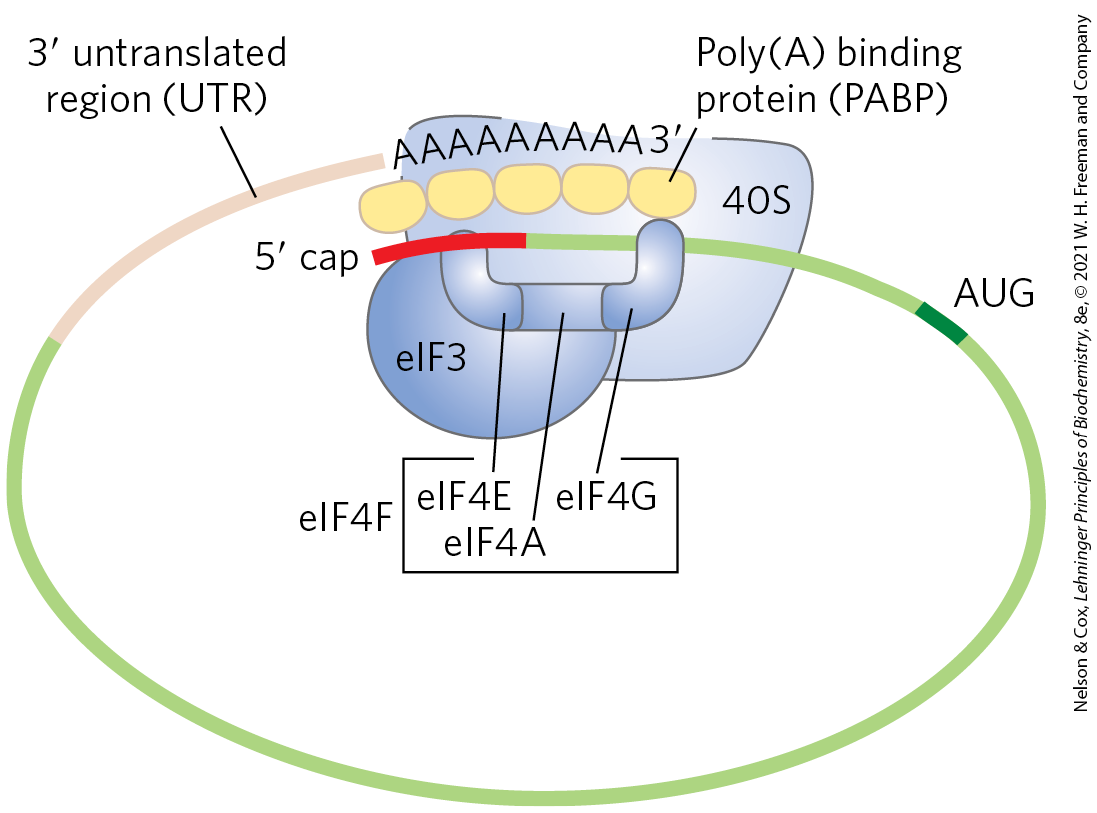 3′ untranslated
region (UTR)
Poly(A) binding
protein (PABP)
AAAAAAAAA3′
40S
5′ cap
AUG
eIF3
eIF4F
eIF4E
eIF4G
eIF4A
Nelson & Cox, Lehninger Principles of Biochemistry, 8e, © 2021 W. H. Freeman and Company